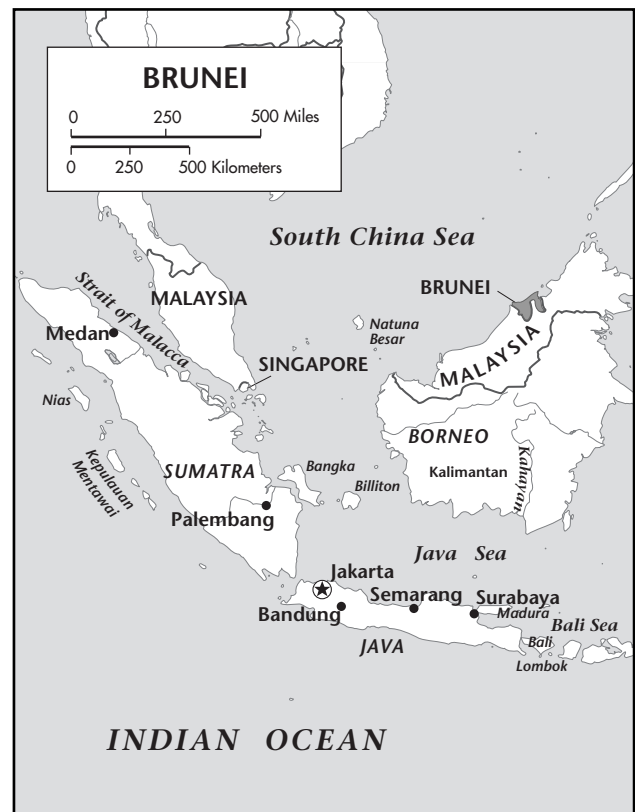 BRUNEI
0 250 500 Miles
0 250 500 Kilometers
South China Sea
BRUNEI
MALAYSIA
Strait of Malacca
Medan
Natuna
Besar
MALAYSIA
SINGAPORE
Nias
BORNEO
Kepulauan
Mentawai
SUMATRA
Bangka
Kalimantan
Kahayan
Billiton
Palembang
Java Sea
Jakarta
Semarang
Surabaya
Bandung
Madura
Bali Sea
JAVA
Bali
Lombok
INDIAN OCEAN